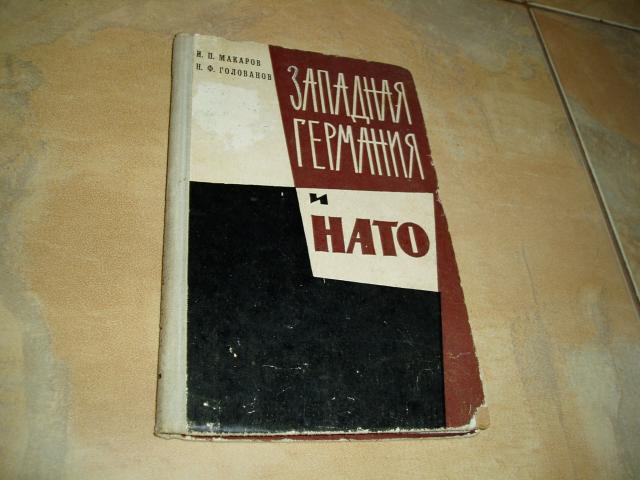 И. П. МАКАРОВ
Н. Ф. ГОЛОВАНОВ
ЗАПАДНАЯ
ГЕРМАНИЯ
и
НАТО